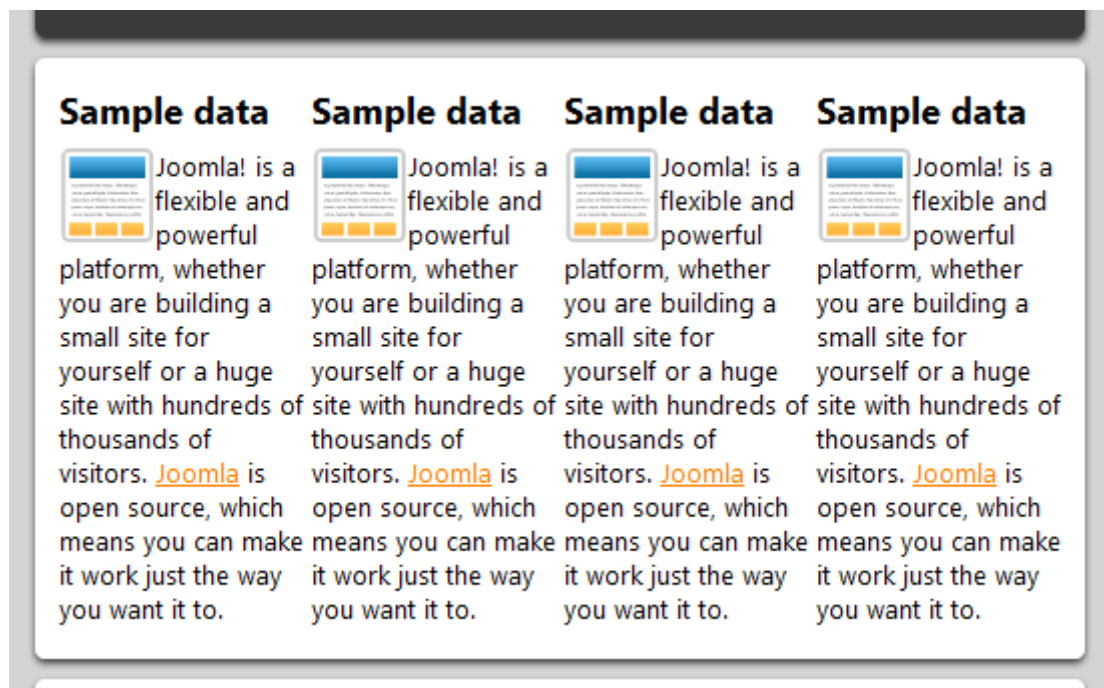 Sample data
Joomla! is a
flexible and
powerful
platform, whether
you are building a
small site for
yourself or a huge
site with hundreds of
thousands of
visitors. Joomla is
open source, which
means you can make
it work just the way
you want it to.
Sample data
Joomla! is a
flexible and
powerful
platform, whether
you are building a
small site for
yourself or a huge
site with hundreds of
thousands of
visitors. Joomla is
open source, which
means you can make
it work just the way
you want it to.
Sample data
Joomla! is a
flexible and
powerful
platform, whether
you are building a
small site for
yourself or a huge
site with hundreds of
thousands of
visitors. Joomla is
open source, which
means you can make
it work just the way
you want it to.
Sample data
Joomla! is a
flexible and
powerful
platform, whether
you are building a
small site for
yourself or a huge
site with hundreds of
thousands of
visitors. Joomla is
open source, which
means you can make
it work just the way
you want it to.